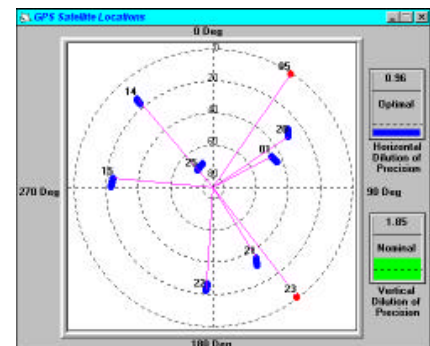 GPS Satellite Locations
0 Deg
05
0.96
14
Optimal
20
01
Horizontal
Dilution of
Precision
25
15
270 Deg
90 Deg
1.85
Nominal
21
22
23
Vertical
Dilution of
Precision
180 Deg